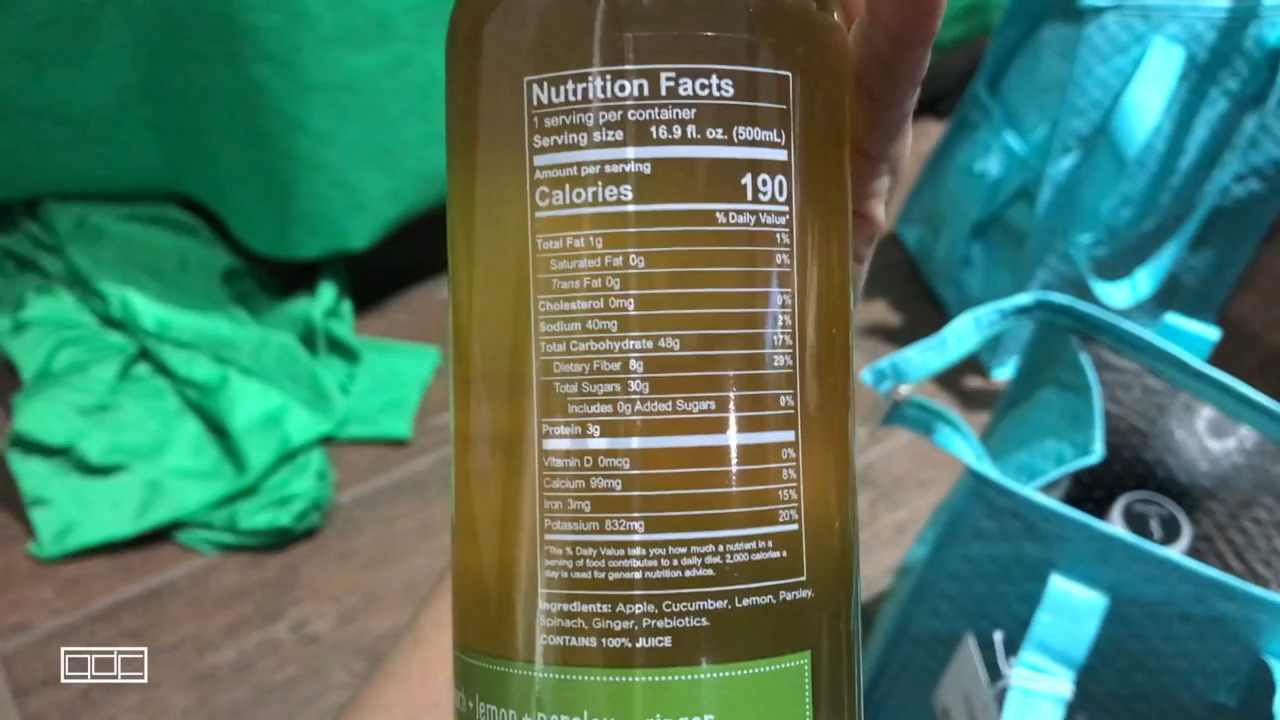 Nutrition Facts
1 serving per container
Serving size 16.9 fl. oz. (500mL)
Amount per serving
Calories 190
% Daily Value*
Total Fat 1g 1%
Saturated Fat 0g 0%
Trans Fat 0g
Cholesterol 0mg 0%
Sodium 40mg 2%
Total Carbohydrate 48g 17%
Dietary Fiber 8g 29%
Total Sugars 30g
Includes 0g Added Sugars 0%
Protein 3g
Vitamin D 0mcg 0%
Calcium 99mg 8%
Iron 3mg 15%
Potassium 832mg 20%
*The % Daily Value tells you how much a nutrient in a
serving of food contributes to a daily diet. 2,000 calories a
day is used for general nutrition advice.
Ingredients: Apple, Cucumber, Lemon, Parsley,
Spinach, Ginger, Prebiotics.
CONTAINS 100% JUICE
+ lemon + parsley + ginger